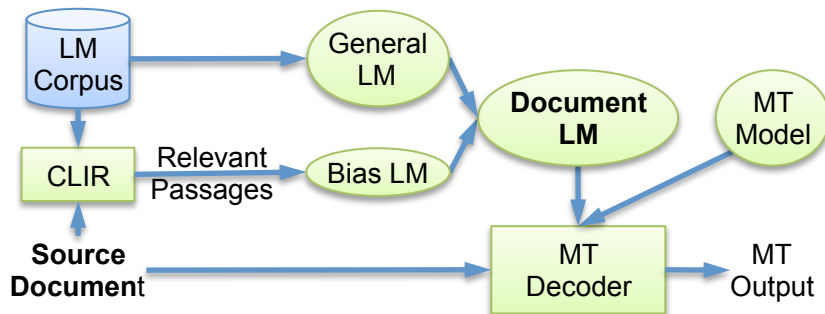 LM
Corpus
General
LM
Document
LM
MT
Model
CLIR
Relevant
Passages
Bias LM
Source
Document
MT
Decoder
MT
Output